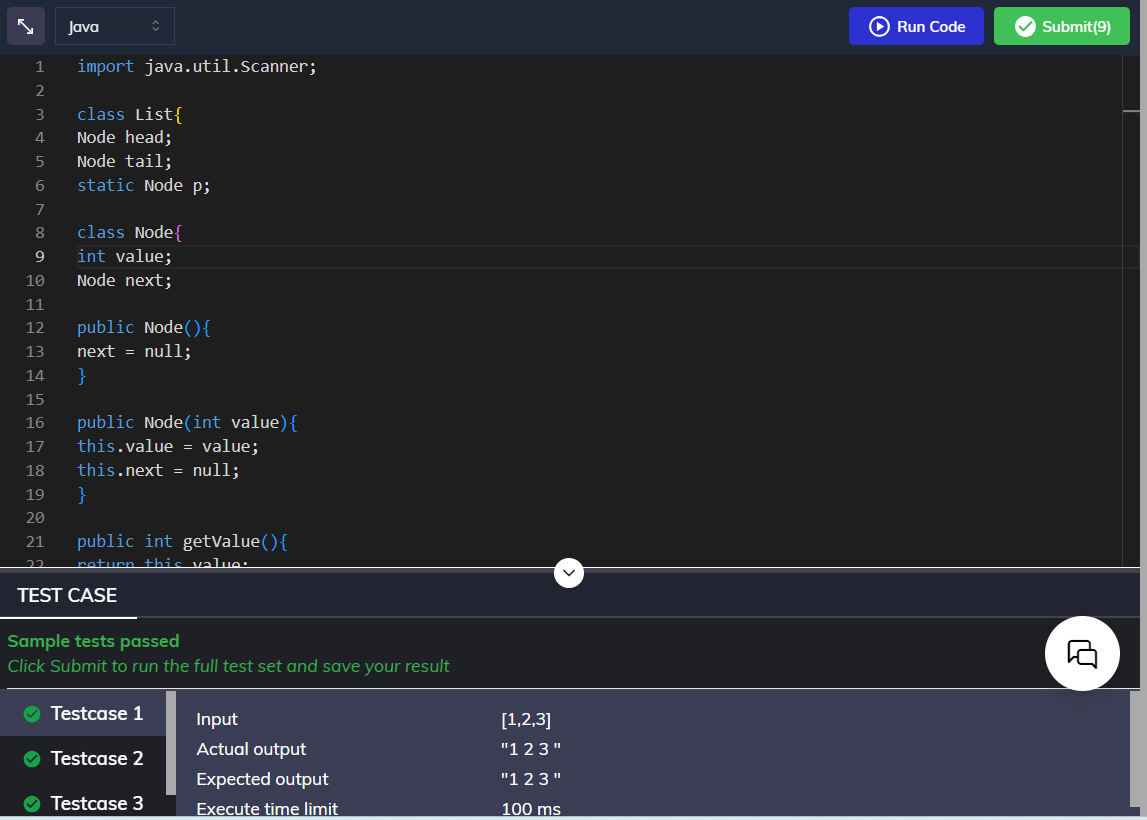 Java
Run Code
Submit(9)
1 import java.util.Scanner;
2
3 class List{
4 Node head;
5 Node tail;
6 static Node p;
7
8 class Node{
9 int value;
10 Node next;
11
12 public Node(){
13 next = null;
14 }
15
16 public Node(int value){
17 this.value = value;
18 this.next = null;
19 }
20
21 public int getValue(){
22 return this.value;
TEST CASE
Sample tests passed
Click Submit to run the full test set and save your result
Testcase 1
Testcase 2
Testcase 3
Input [1,2,3]
Actual output "1 2 3 "
Expected output "1 2 3 "
Execute time limit 100 ms